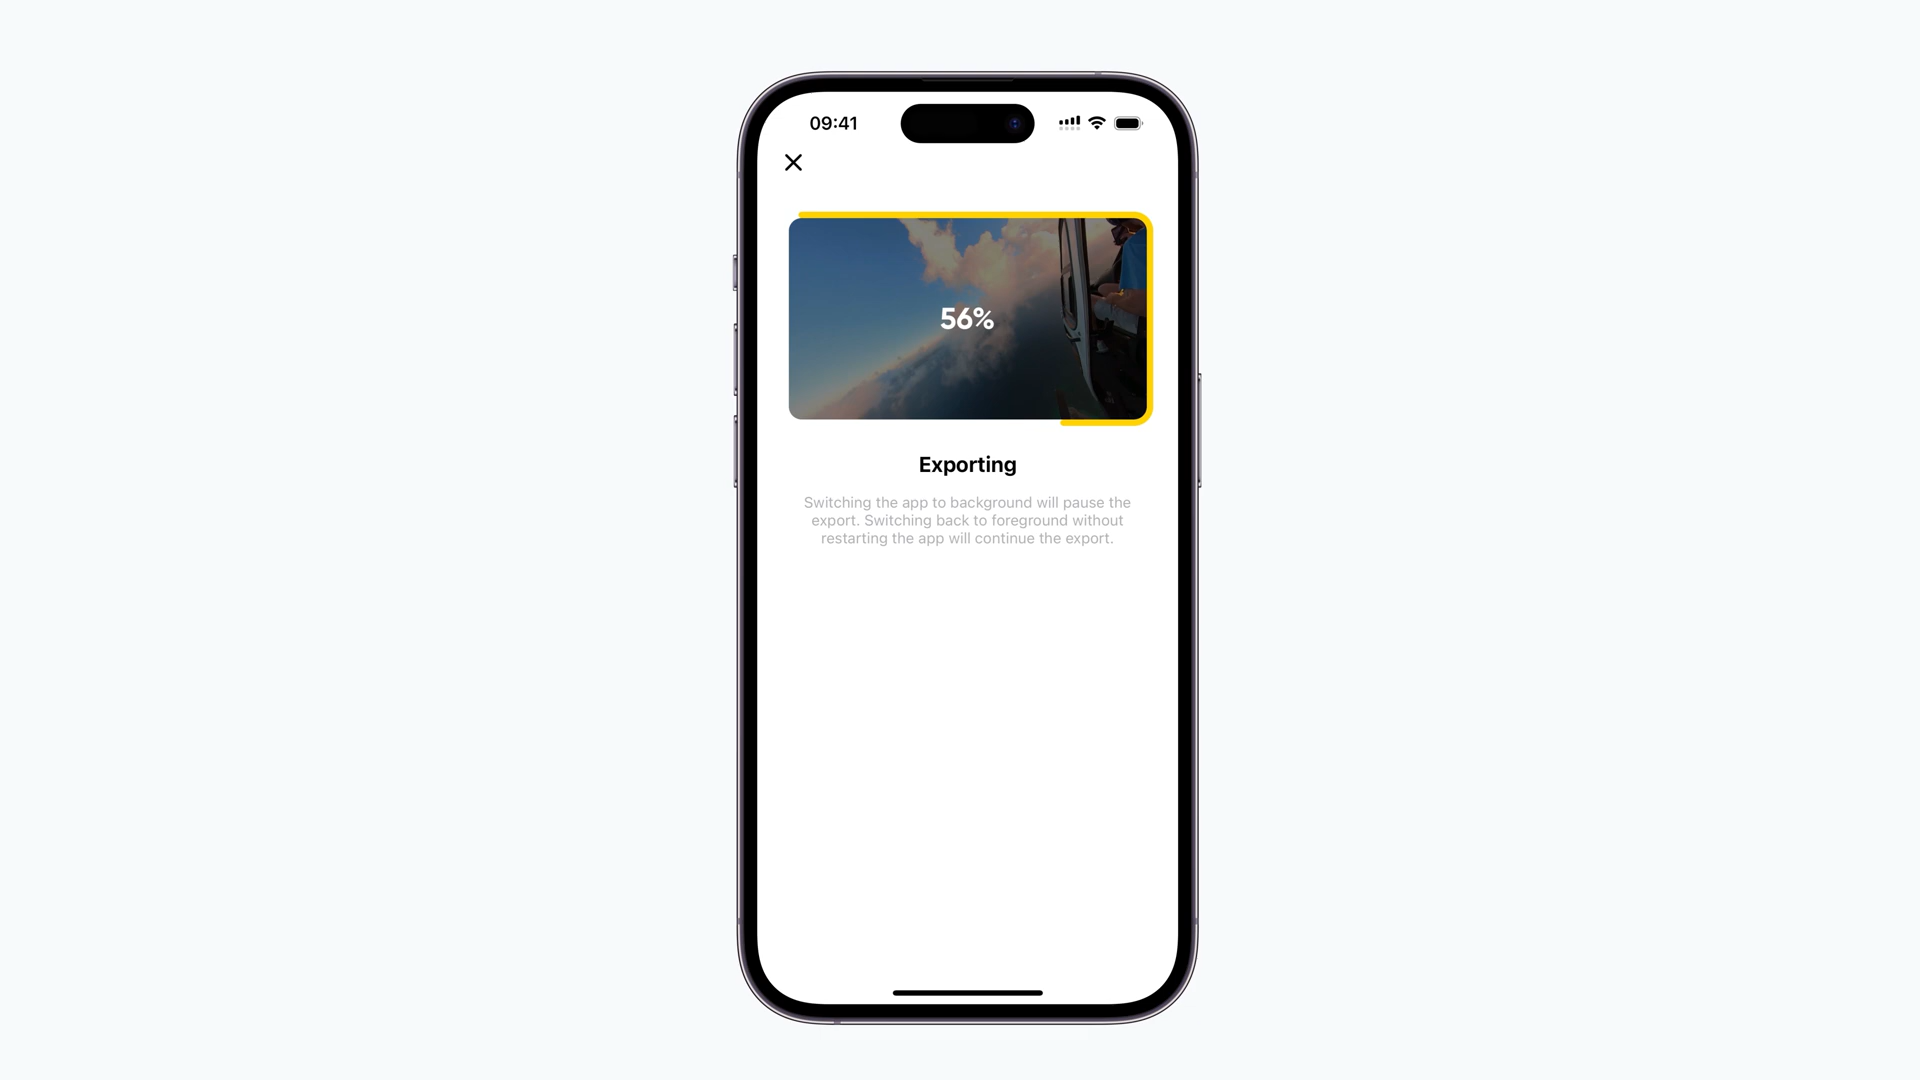 09:41
56%
Exporting
Switching the app to background will pause the
export. Switching back to foreground without
restarting the app will continue the export.